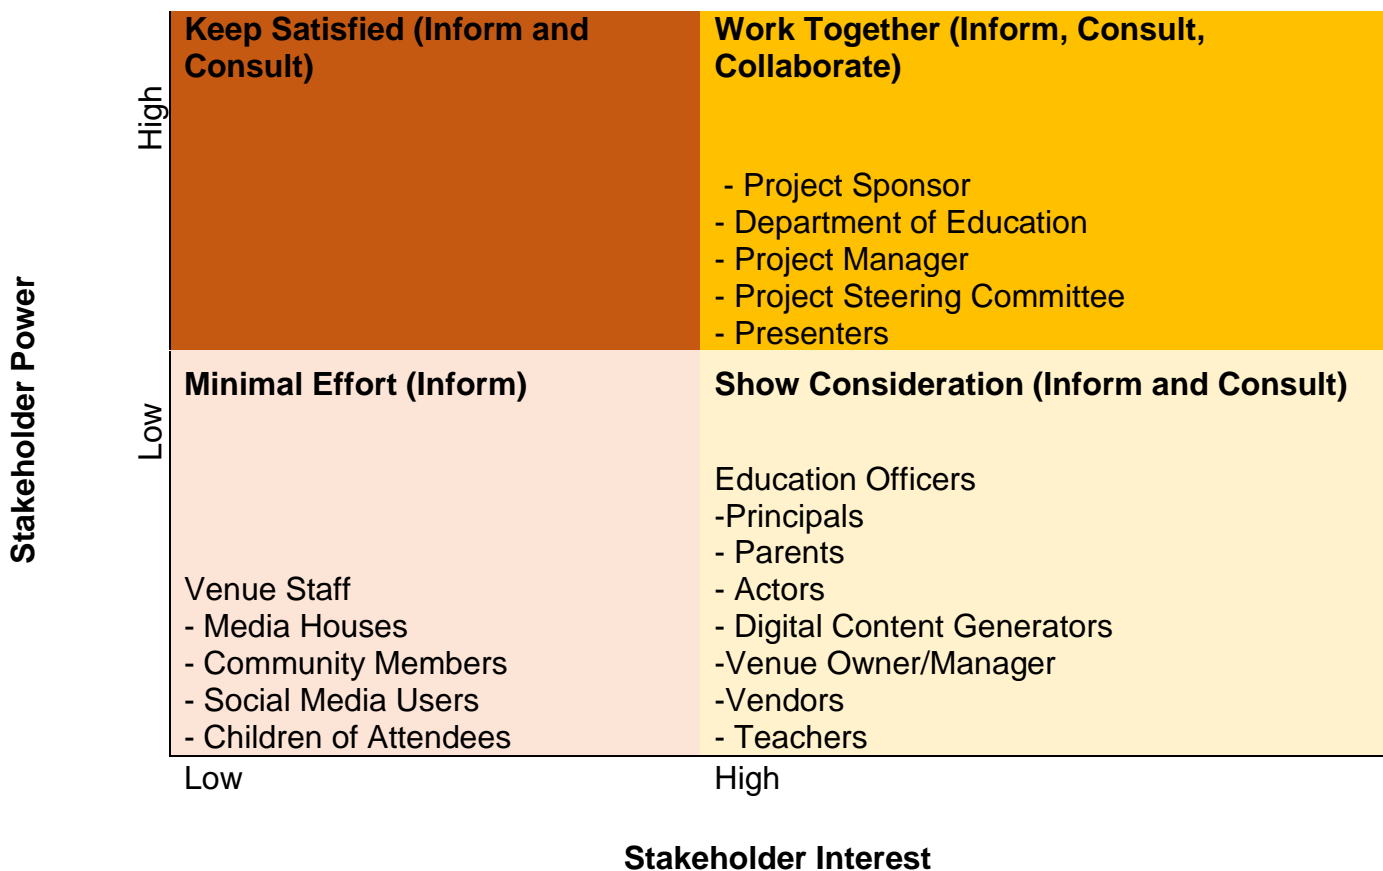 Keep Satisfied (Inform and
Consult)
Work Together (Inform, Consult,
Collaborate)
High
- Project Sponsor
- Department of Education
- Project Manager
- Project Steering Committee
- Presenters
Stakeholder Power
Minimal Effort (Inform)
Show Consideration (Inform and Consult)
Low
Venue Staff
- Media Houses
- Community Members
- Social Media Users
- Children of Attendees
Education Officers
-Principals
- Parents
- Actors
- Digital Content Generators
-Venue Owner/Manager
-Vendors
- Teachers
Low
High
Stakeholder Interest